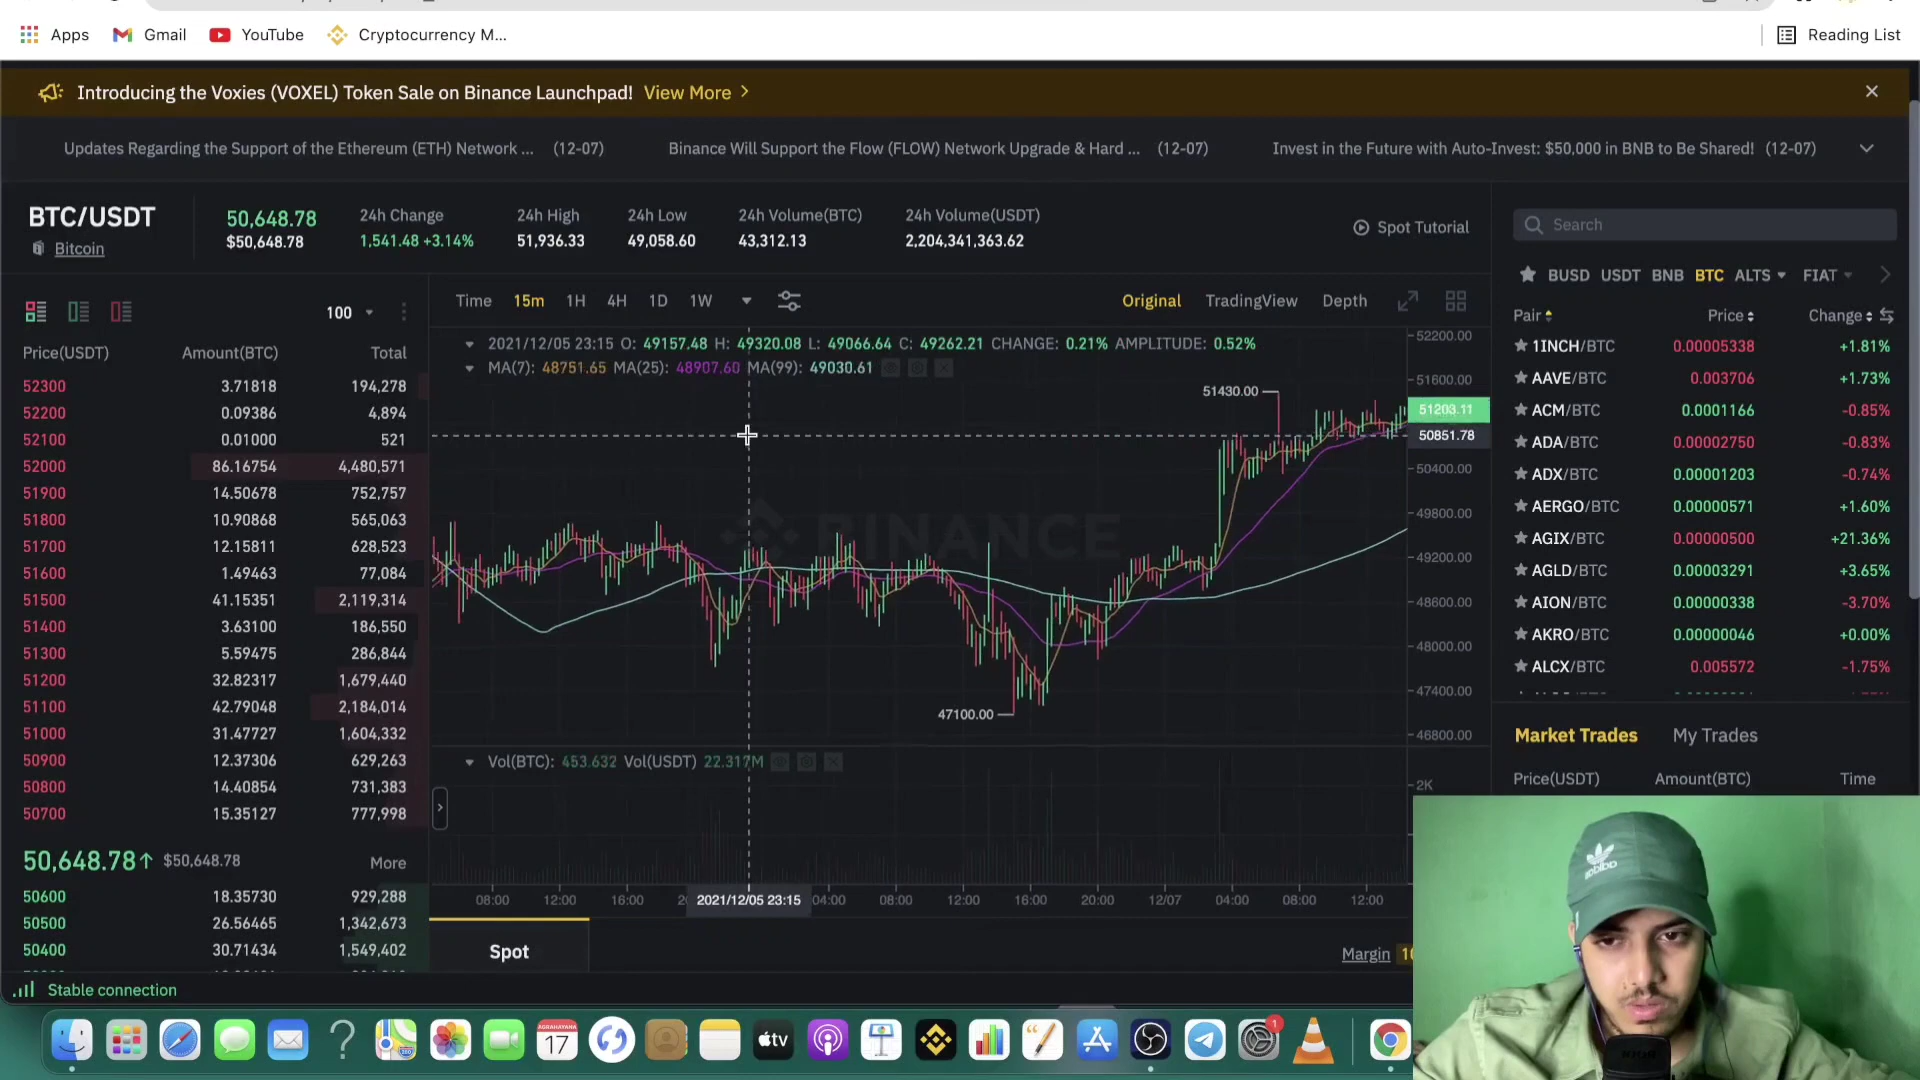 Apps Gmail YouTube Cryptocurrency M... Reading List
Introducing the Voxies (VOXEL) Token Sale on Binance Launchpad! View More
Updates Regarding the Support of the Ethereum (ETH) Network ... (12-07) Binance Will Support the Flow (FLOW) Network Upgrade & Hard ... (12-07) Invest in the Future with Auto-Invest: $50,000 in BNB to Be Shared! (12-07)
BTC/USDT 50,648.78 24h Change 24h High 24h Low 24h Volume(BTC) 24h Volume(USDT)
Bitcoin $50,648.78 1,541.48 +3.14% 51,936.33 49,058.60 43,312.13 2,204,341,363.62
Spot Tutorial
100
Price(USDT) Amount(BTC) Total
52300 3.71818 194,278
52200 0.09386 4,894
52100 0.01000 521
52000 86.16754 4,480,571
51900 14.50678 752,757
51800 10.90868 565,063
51700 12.15811 628,523
51600 1.49463 77,084
51500 41.15351 2,119,314
51400 3.63100 186,550
51300 5.59475 286,844
51200 32.82317 1,679,440
51100 42.79048 2,184,014
51000 31.47727 1,604,332
50900 12.37306 629,263
50800 14.40854 731,383
50700 15.35127 777,998
50,648.78↑ $50,648.78 More
50600 18.35730 929,288
50500 26.56465 1,342,673
50400 30.71434 1,549,402
Stable connection
Time 15m 1H 4H 1D 1W Original TradingView Depth
2021/12/05 23:15 O: 49157.48 H: 49320.08 L: 49066.64 C: 49262.21 CHANGE: 0.21% AMPLITUDE: 0.52%
MA(7): 48751.65 MA(25): 48907.60 MA(99): 49030.61
BINANCE
51430.00
47100.00
52200.00
51600.00
51203.11
50851.78
50400.00
49800.00
49200.00
48600.00
48000.00
47400.00
46800.00
Vol(BTC): 453.632 Vol(USDT) 22.317M
2K
08:00 12:00 16:00 2021/12/05 23:15 04:00 08:00 12:00 16:00 20:00 12/07 04:00 08:00 12:00
Spot Margin
Search
BUSD USDT BNB BTC ALTS FIAT
Pair Price Change
1INCH/BTC 0.00005338 +1.81%
AAVE/BTC 0.003706 +1.73%
ACM/BTC 0.0001166 -0.85%
ADA/BTC 0.00002750 -0.83%
ADX/BTC 0.00001203 -0.74%
AERGO/BTC 0.00000571 +1.60%
AGIX/BTC 0.00000500 +21.36%
AGLD/BTC 0.00003291 +3.65%
AION/BTC 0.00000338 -3.70%
AKRO/BTC 0.00000046 +0.00%
ALCX/BTC 0.005572 -1.75%
Market Trades My Trades
Price(USDT) Amount(BTC) Time
AGRAHAYANA
17
tv
1